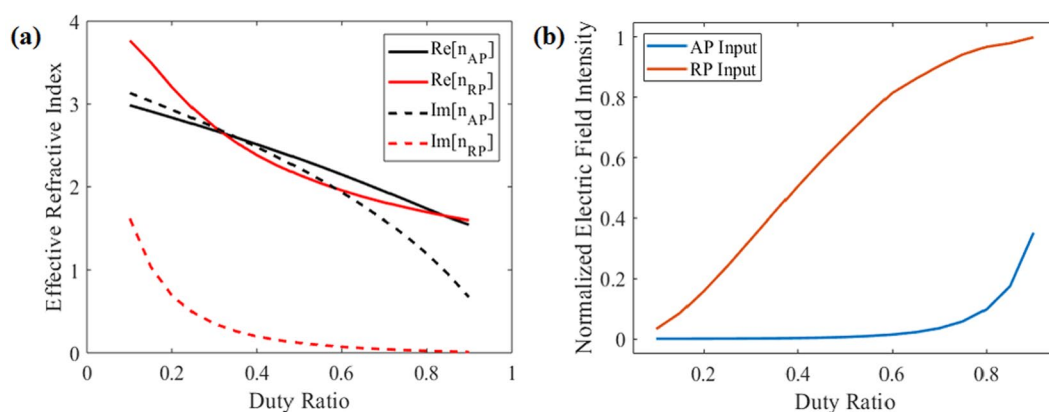 (a)
Effective Refractive Index
4
3
2
1
0
Re[nAP]
Re[nRP]
Im[nAP]
Im[nRP]
0
0.2
0.4
0.6
0.8
1
Duty Ratio
(b)
Normalized Electric Field Intensity
1
0.8
0.6
0.4
0.2
0
AP Input
RP Input
0.2
0.4
0.6
0.8
Duty Ratio